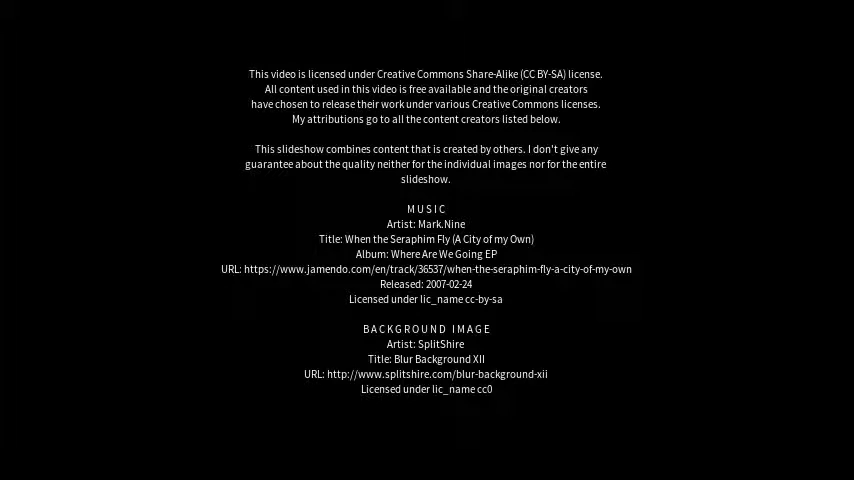 This video is licensed under Creative Commons Share-Alike (CC BY-SA) license.
All content used in this video is free available and the original creators
have chosen to release their work under various Creative Commons licenses.
My attributions go to all the content creators listed below.
This slideshow combines content that is created by others. I don't give any
guarantee about the quality neither for the individual images nor for the entire
slideshow.
MUSIC
Artist: Mark.Nine
Title: When the Seraphim Fly (A City of my Own)
Album: Where Are We Going EP
URL: https://www.jamendo.com/en/track/36537/when-the-seraphim-fly-a-city-of-my-own
Released: 2007-02-24
Licensed under lic_name cc-by-sa
BACKGROUND IMAGE
Artist: SplitShire
Title: Blur Background XII
URL: http://www.splitshire.com/blur-background-xii
Licensed under lic_name cc0